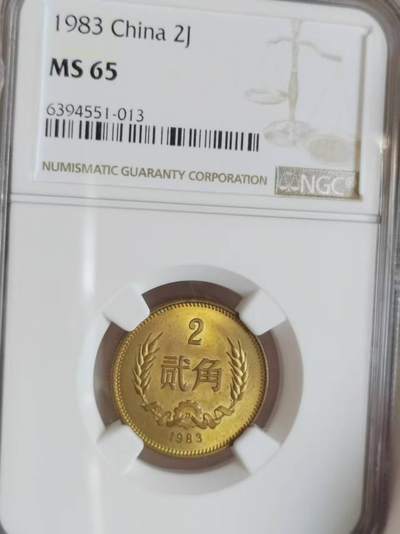 1983 China 2J
MS 65
6394551-013
NUMISMATIC GUARANTY CORPORATION
NGC
2
贰角
1983